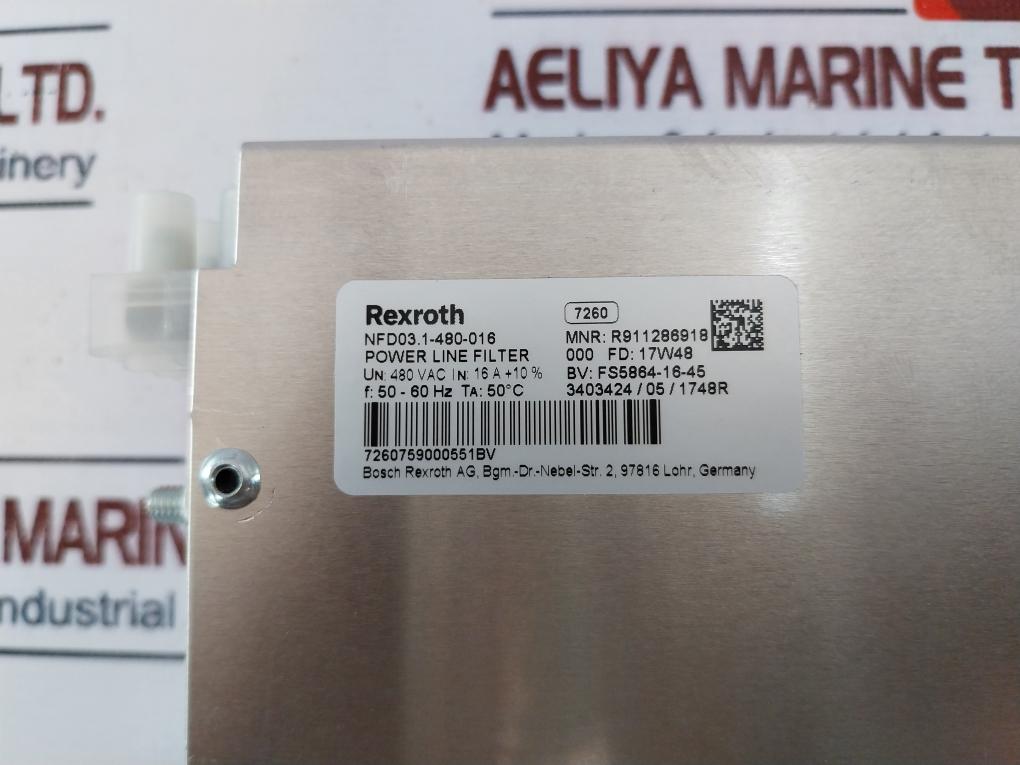 LTD.
AELIYA MARINE T
inery
Rexroth
7260
NFD03.1-480-016
MNR: R911286918
POWER LINE FILTER
000 FD: 17W48
UN: 480 VAC IN: 16 A +10 %
BV: FS5864-16-45
f: 50 - 60 Hz TA: 50°C
3403424 / 05 / 1748R
7260759000551BV
Bosch Rexroth AG, Bgm.-Dr.-Nebel-Str. 2, 97816 Lohr, Germany
MARIN
ndustrial